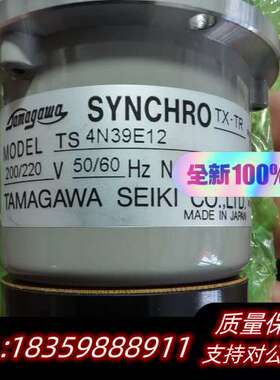 Tamagawa SYNCHRO TX-TR
MODEL TS 4N39E12
200/220 V 50/60 Hz N
TAMAGAWA SEIKI CO.,LTD.
MADE IN JAPAN
全新100%
质量保
:18359888911 支持对公